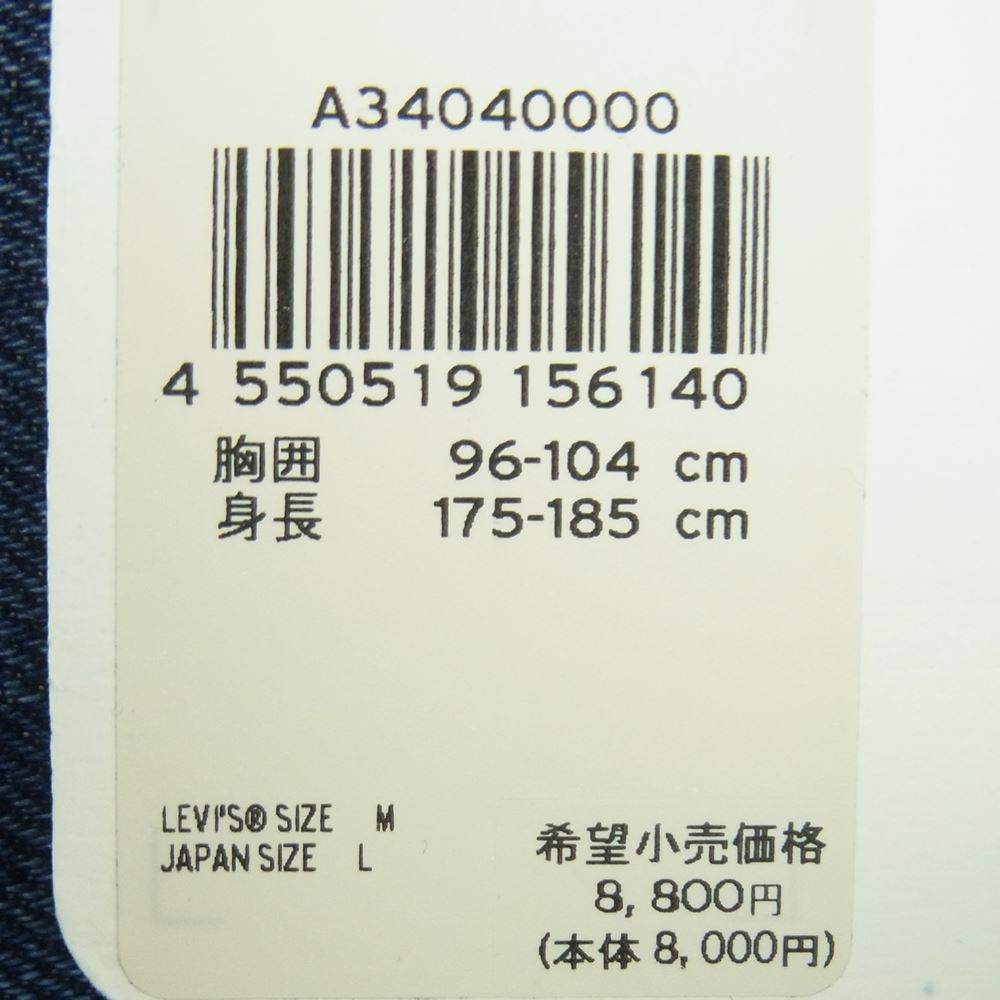 A34040000
4 550519 156140
胸囲 96-104 cm
身長 175-185 cm
LEVI'S® SIZE M
JAPAN SIZE L
希望小売価格
8,800円
(本体8,000円)